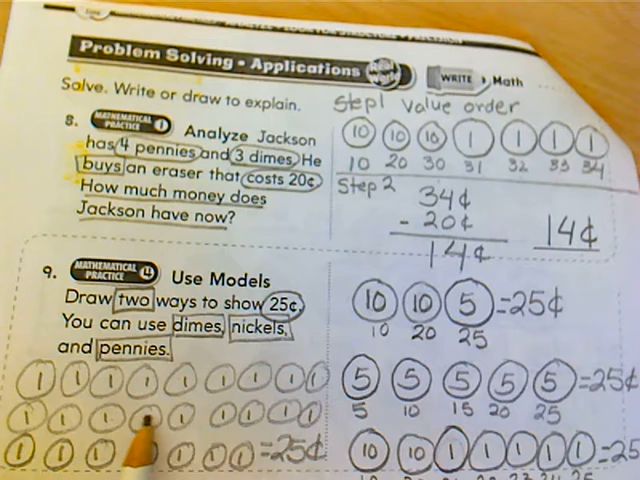 Problem Solving • Applications Real World
WRITE Math
Solve. Write or draw to explain.
8. MATHEMATICAL PRACTICE 1 Analyze Jackson
has 4 pennies and 3 dimes. He
buys an eraser that costs 20¢.
How much money does
Jackson have now?
Step 1 Value order
10 10 10 1 1 1 1
10 20 30 31 32 33 34
Step 2
34¢
- 20¢
14¢
14¢
9. MATHEMATICAL PRACTICE 4 Use Models
Draw two ways to show 25¢.
You can use dimes, nickels,
and pennies.
1 1 1 1 1 1 1 1 1
1 1 1 1 1 1 1 1 1
1 1 1 1 1 1 =25¢
10 10 5 =25¢
10 20 25
5 5 5 5 5 =25¢
5 10 15 20 25
10 10 1 1 1 1 1 =25